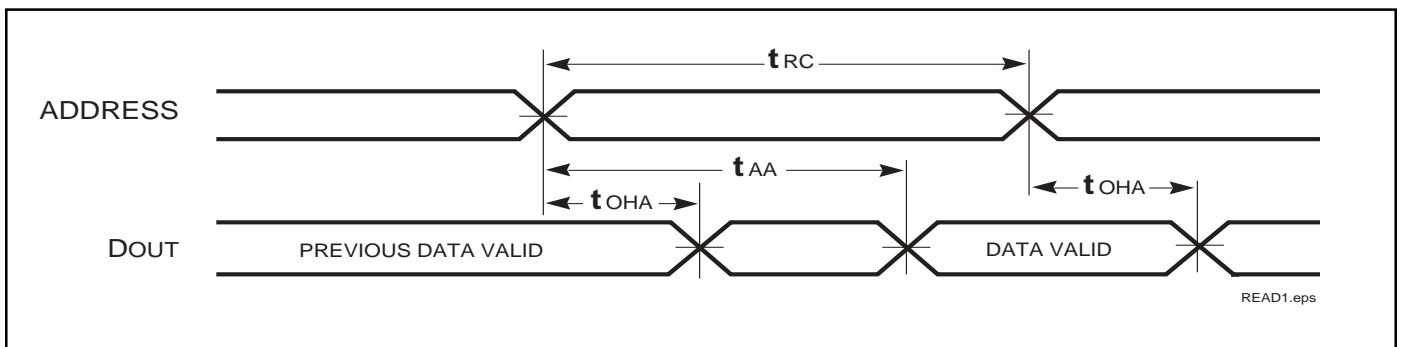 tRC
ADDRESS
tAA
tOHA
tOHA
DOUT
PREVIOUS DATA VALID
DATA VALID
READ1.eps